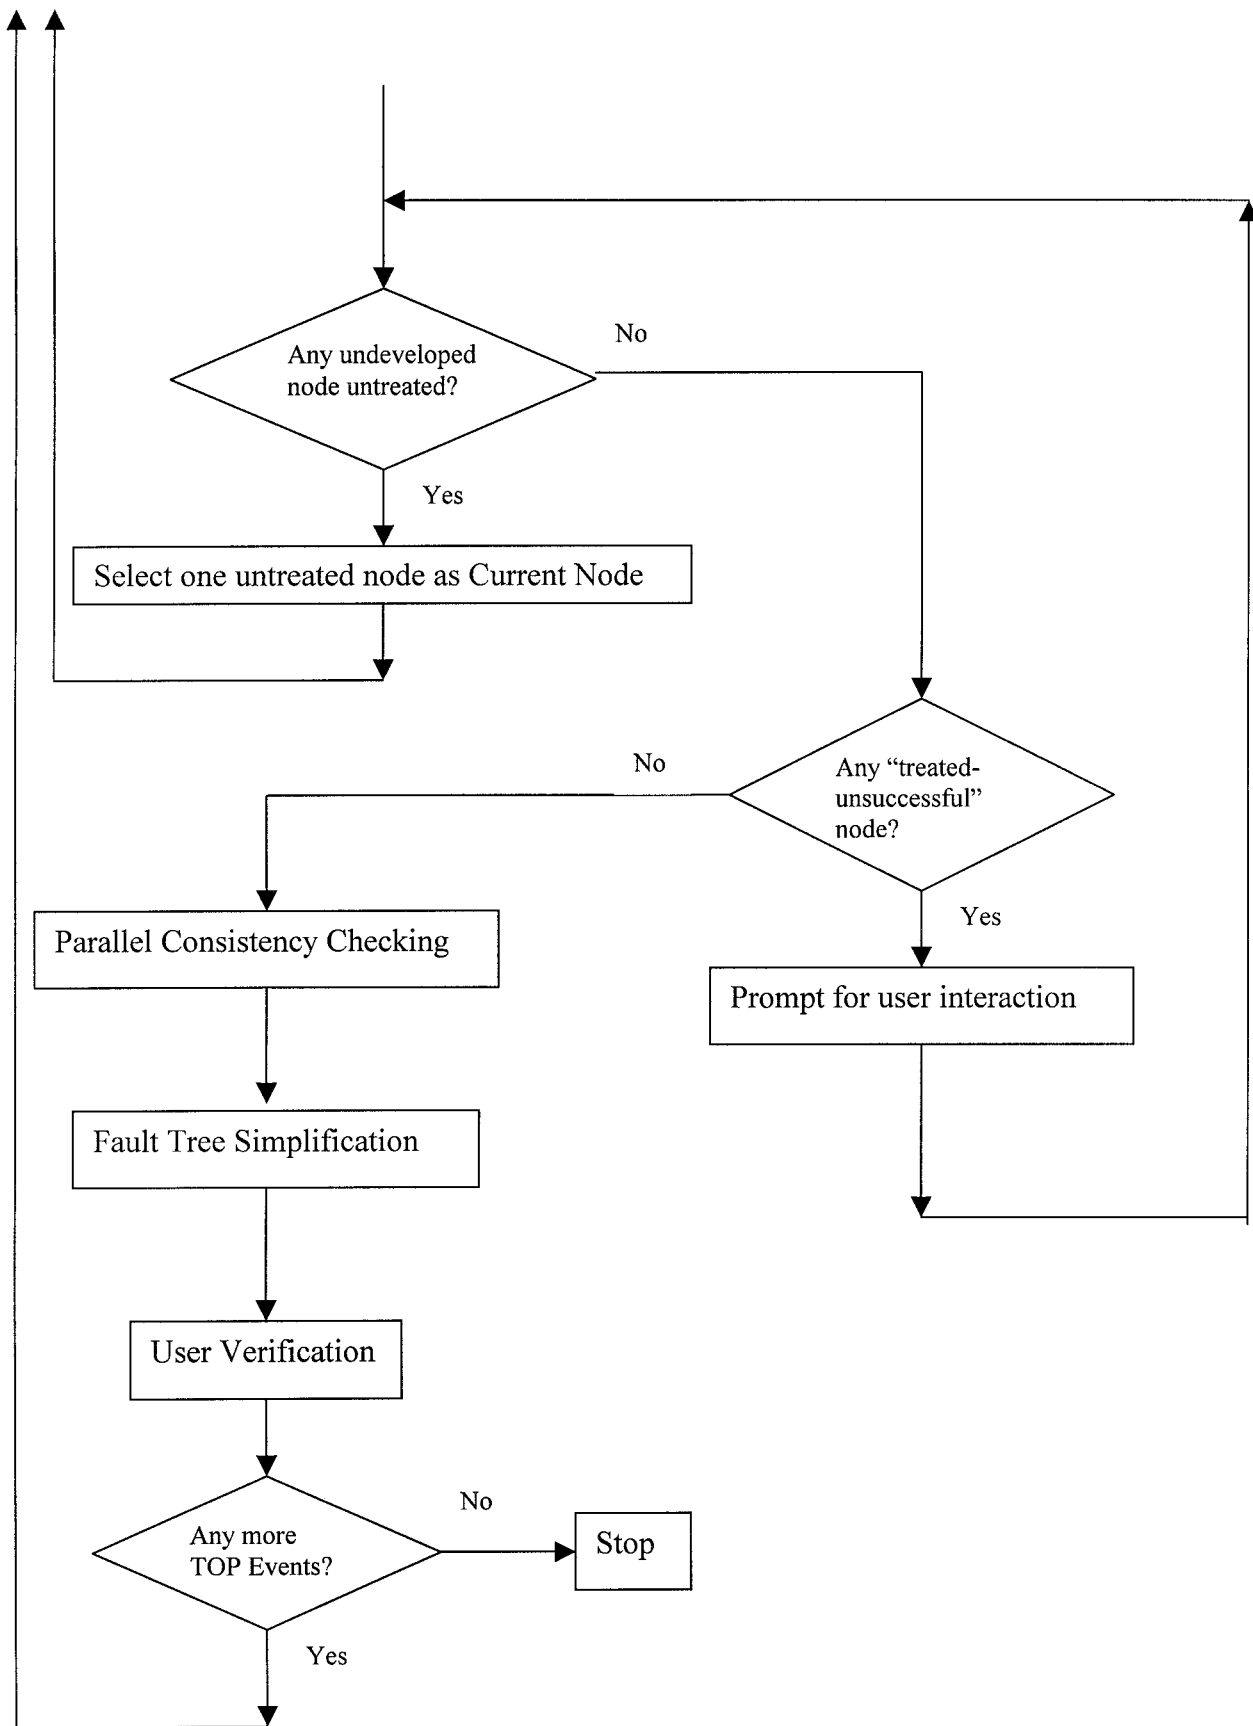 No
Any undeveloped
node untreated?
Yes
Select one untreated node as Current Node
No
Any “treated-
unsuccessful”
node?
Yes
Parallel Consistency Checking
Prompt for user interaction
Fault Tree Simplification
User Verification
No
Any more
TOP Events?
Stop
Yes